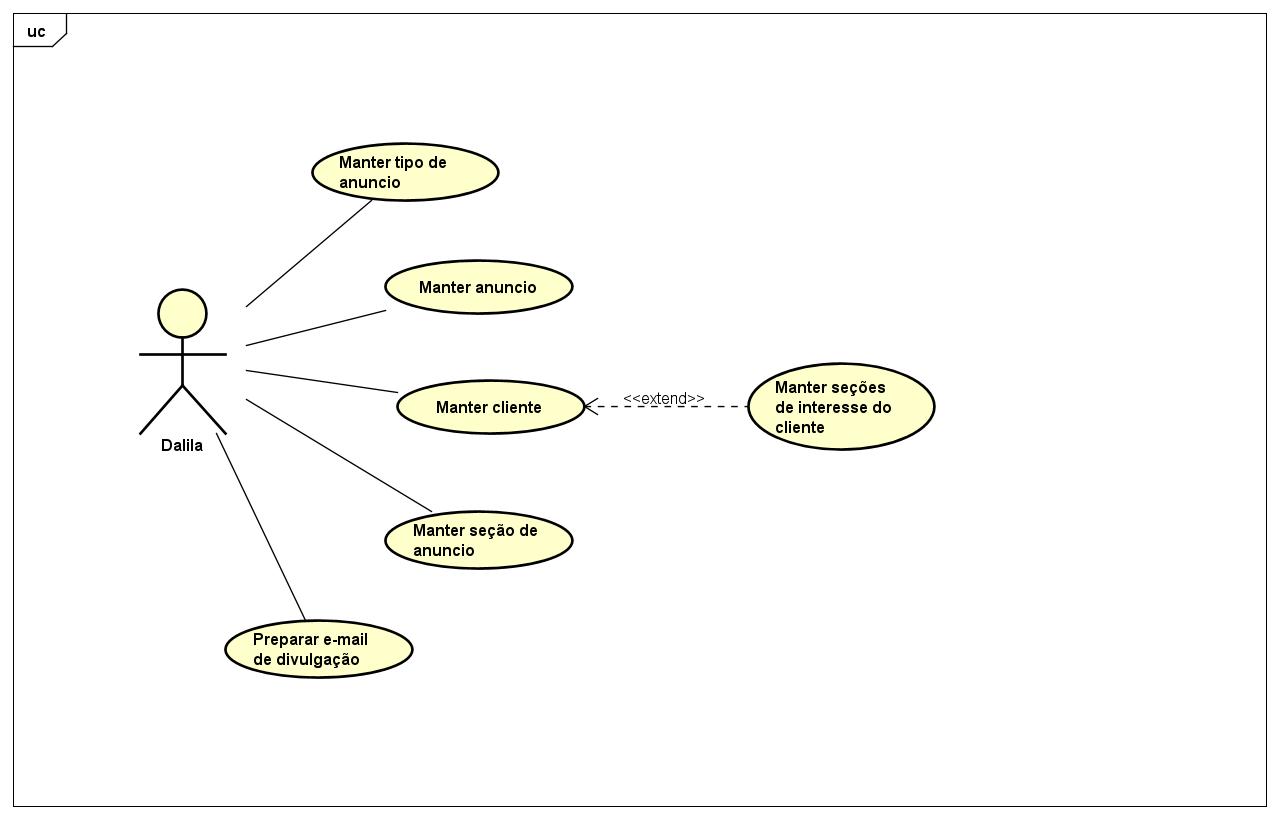 uc
Manter tipo de
anuncio
Manter anuncio
Manter cliente
<<extend>>
Manter seções
de interesse do
cliente
Dalila
Manter seção de
anuncio
Preparar e-mail
de divulgação